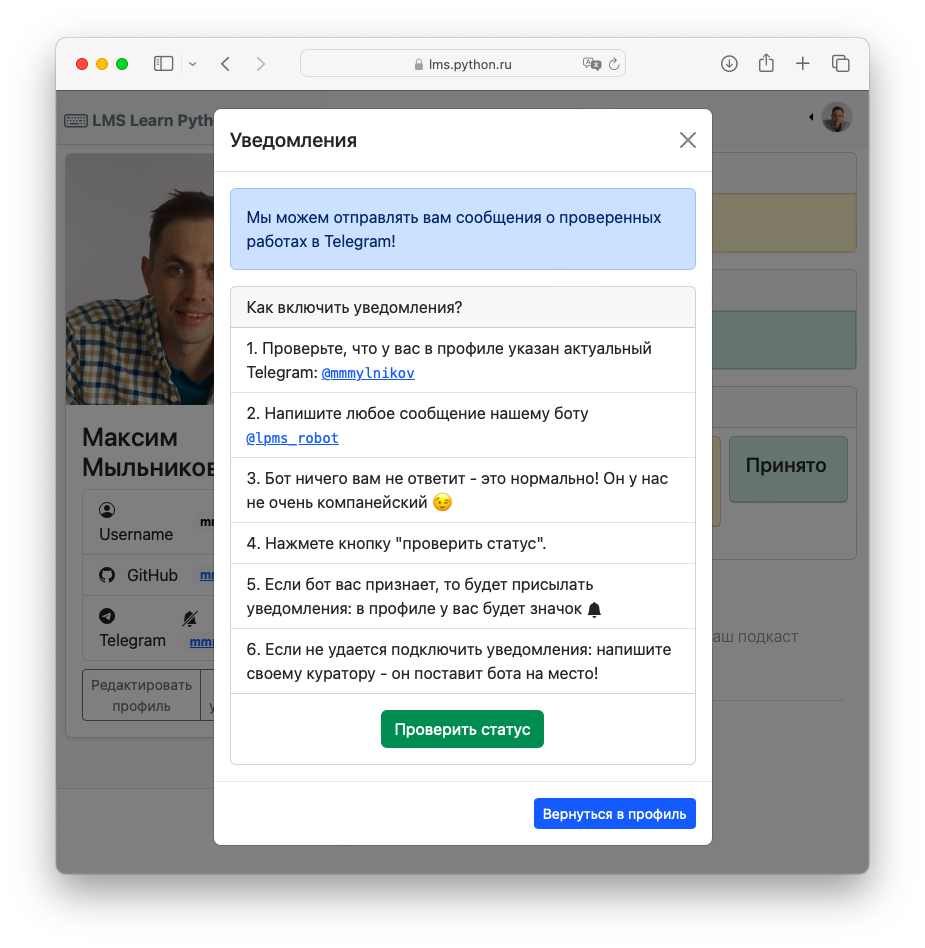 lms.python.ru
LMS Learn Pyth
Уведомления
Мы можем отправлять вам сообщения о проверенных
работах в Telegram!
Как включить уведомления?
1. Проверьте, что у вас в профиле указан актуальный
Telegram: @mmmylnikov
2. Напишите любое сообщение нашему боту
@lpms_robot
3. Бот ничего вам не ответит - это нормально! Он у нас
не очень компанейский 😉
4. Нажмете кнопку "проверить статус".
5. Если бот вас признает, то будет присылать
уведомления: в профиле у вас будет значок
6. Если не удается подключить уведомления: напишите
своему куратору - он поставит бота на место!
Проверить статус
Вернуться в профиль
Максим
Мыльников
Username
GitHub
Telegram
Редактировать
профиль
Принято
аш подкаст